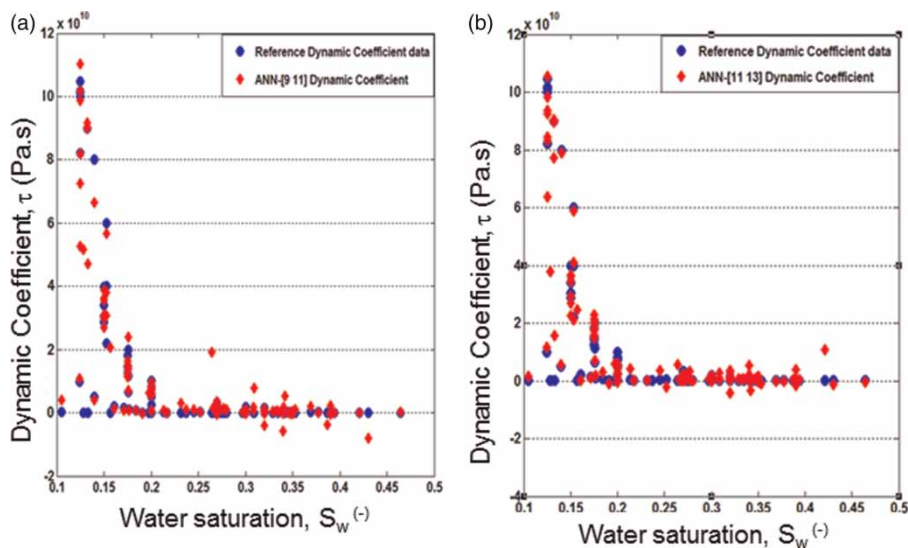 (a)
12 × 10^10
10
8
6
4
2
0
-2
0.1 0.15 0.2 0.25 0.3 0.35 0.4 0.45 0.5
Dynamic Coefficient, τ (Pa.s)
Water saturation, Sw(-)
Reference Dynamic Coefficient data
ANN-[9 11] Dynamic Coefficient
(b)
12 × 10^10
10
8
6
4
2
0
-2
-4
0.1 0.15 0.2 0.25 0.3 0.35 0.4 0.45 0.5
Dynamic Coefficient, τ (Pa.s)
Water saturation, Sw(-)
Reference Dynamic Coefficient data
ANN-[11 13] Dynamic Coefficient